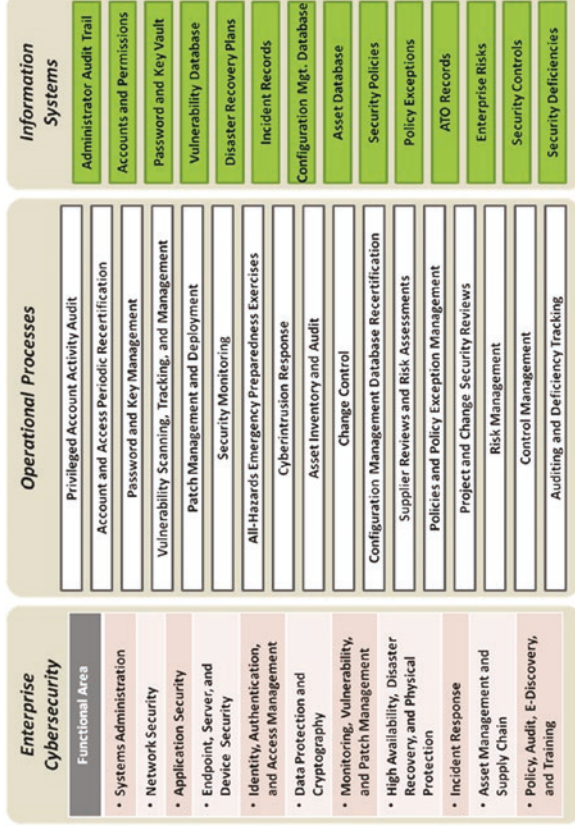 Enterprise
Cybersecurity
Functional Area
• Systems Administration
• Network Security
• Application Security
• Endpoint, Server, and
Device Security
• Identity, Authentication,
and Access Management
• Data Protection and
Cryptography
• Monitoring, Vulnerability,
and Patch Management
• High Availability, Disaster
Recovery, and Physical
Protection
• Incident Response
• Asset Management and
Supply Chain
• Policy, Audit, E-Discovery,
and Training
Operational Processes
Privileged Account Activity Audit
Account and Access Periodic Recertification
Password and Key Management
Vulnerability Scanning, Tracking, and Management
Patch Management and Deployment
Security Monitoring
All-Hazards Emergency Preparedness Exercises
Cyberintrusion Response
Asset Inventory and Audit
Change Control
Configuration Management Database Recertification
Supplier Reviews and Risk Assessments
Policies and Policy Exception Management
Project and Change Security Reviews
Risk Management
Control Management
Auditing and Deficiency Tracking
Information
Systems
Administrator Audit Trail
Accounts and Permissions
Password and Key Vault
Vulnerability Database
Disaster Recovery Plans
Incident Records
Configuration Mgt. Database
Asset Database
Security Policies
Policy Exceptions
ATO Records
Enterprise Risks
Security Controls
Security Deficiencies